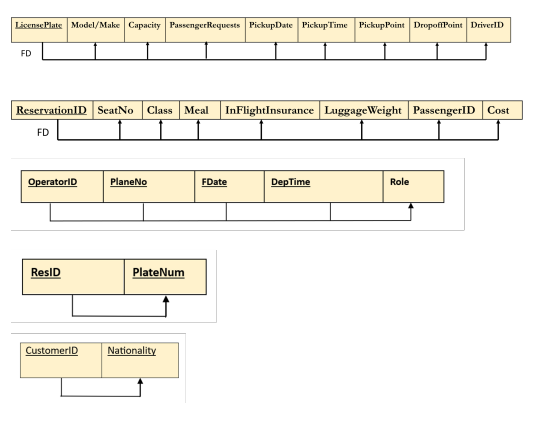 LicensePlate Model/Make Capacity PassengerRequests PickupDate PickupTime PickupPoint DropoffPoint DriverID
FD
ReservationID SeatNo Class Meal InFlightInsurance LuggageWeight PassengerID Cost
FD
OperatorID PlaneNo FDate DepTime Role
ResID PlateNum
CustomerID Nationality